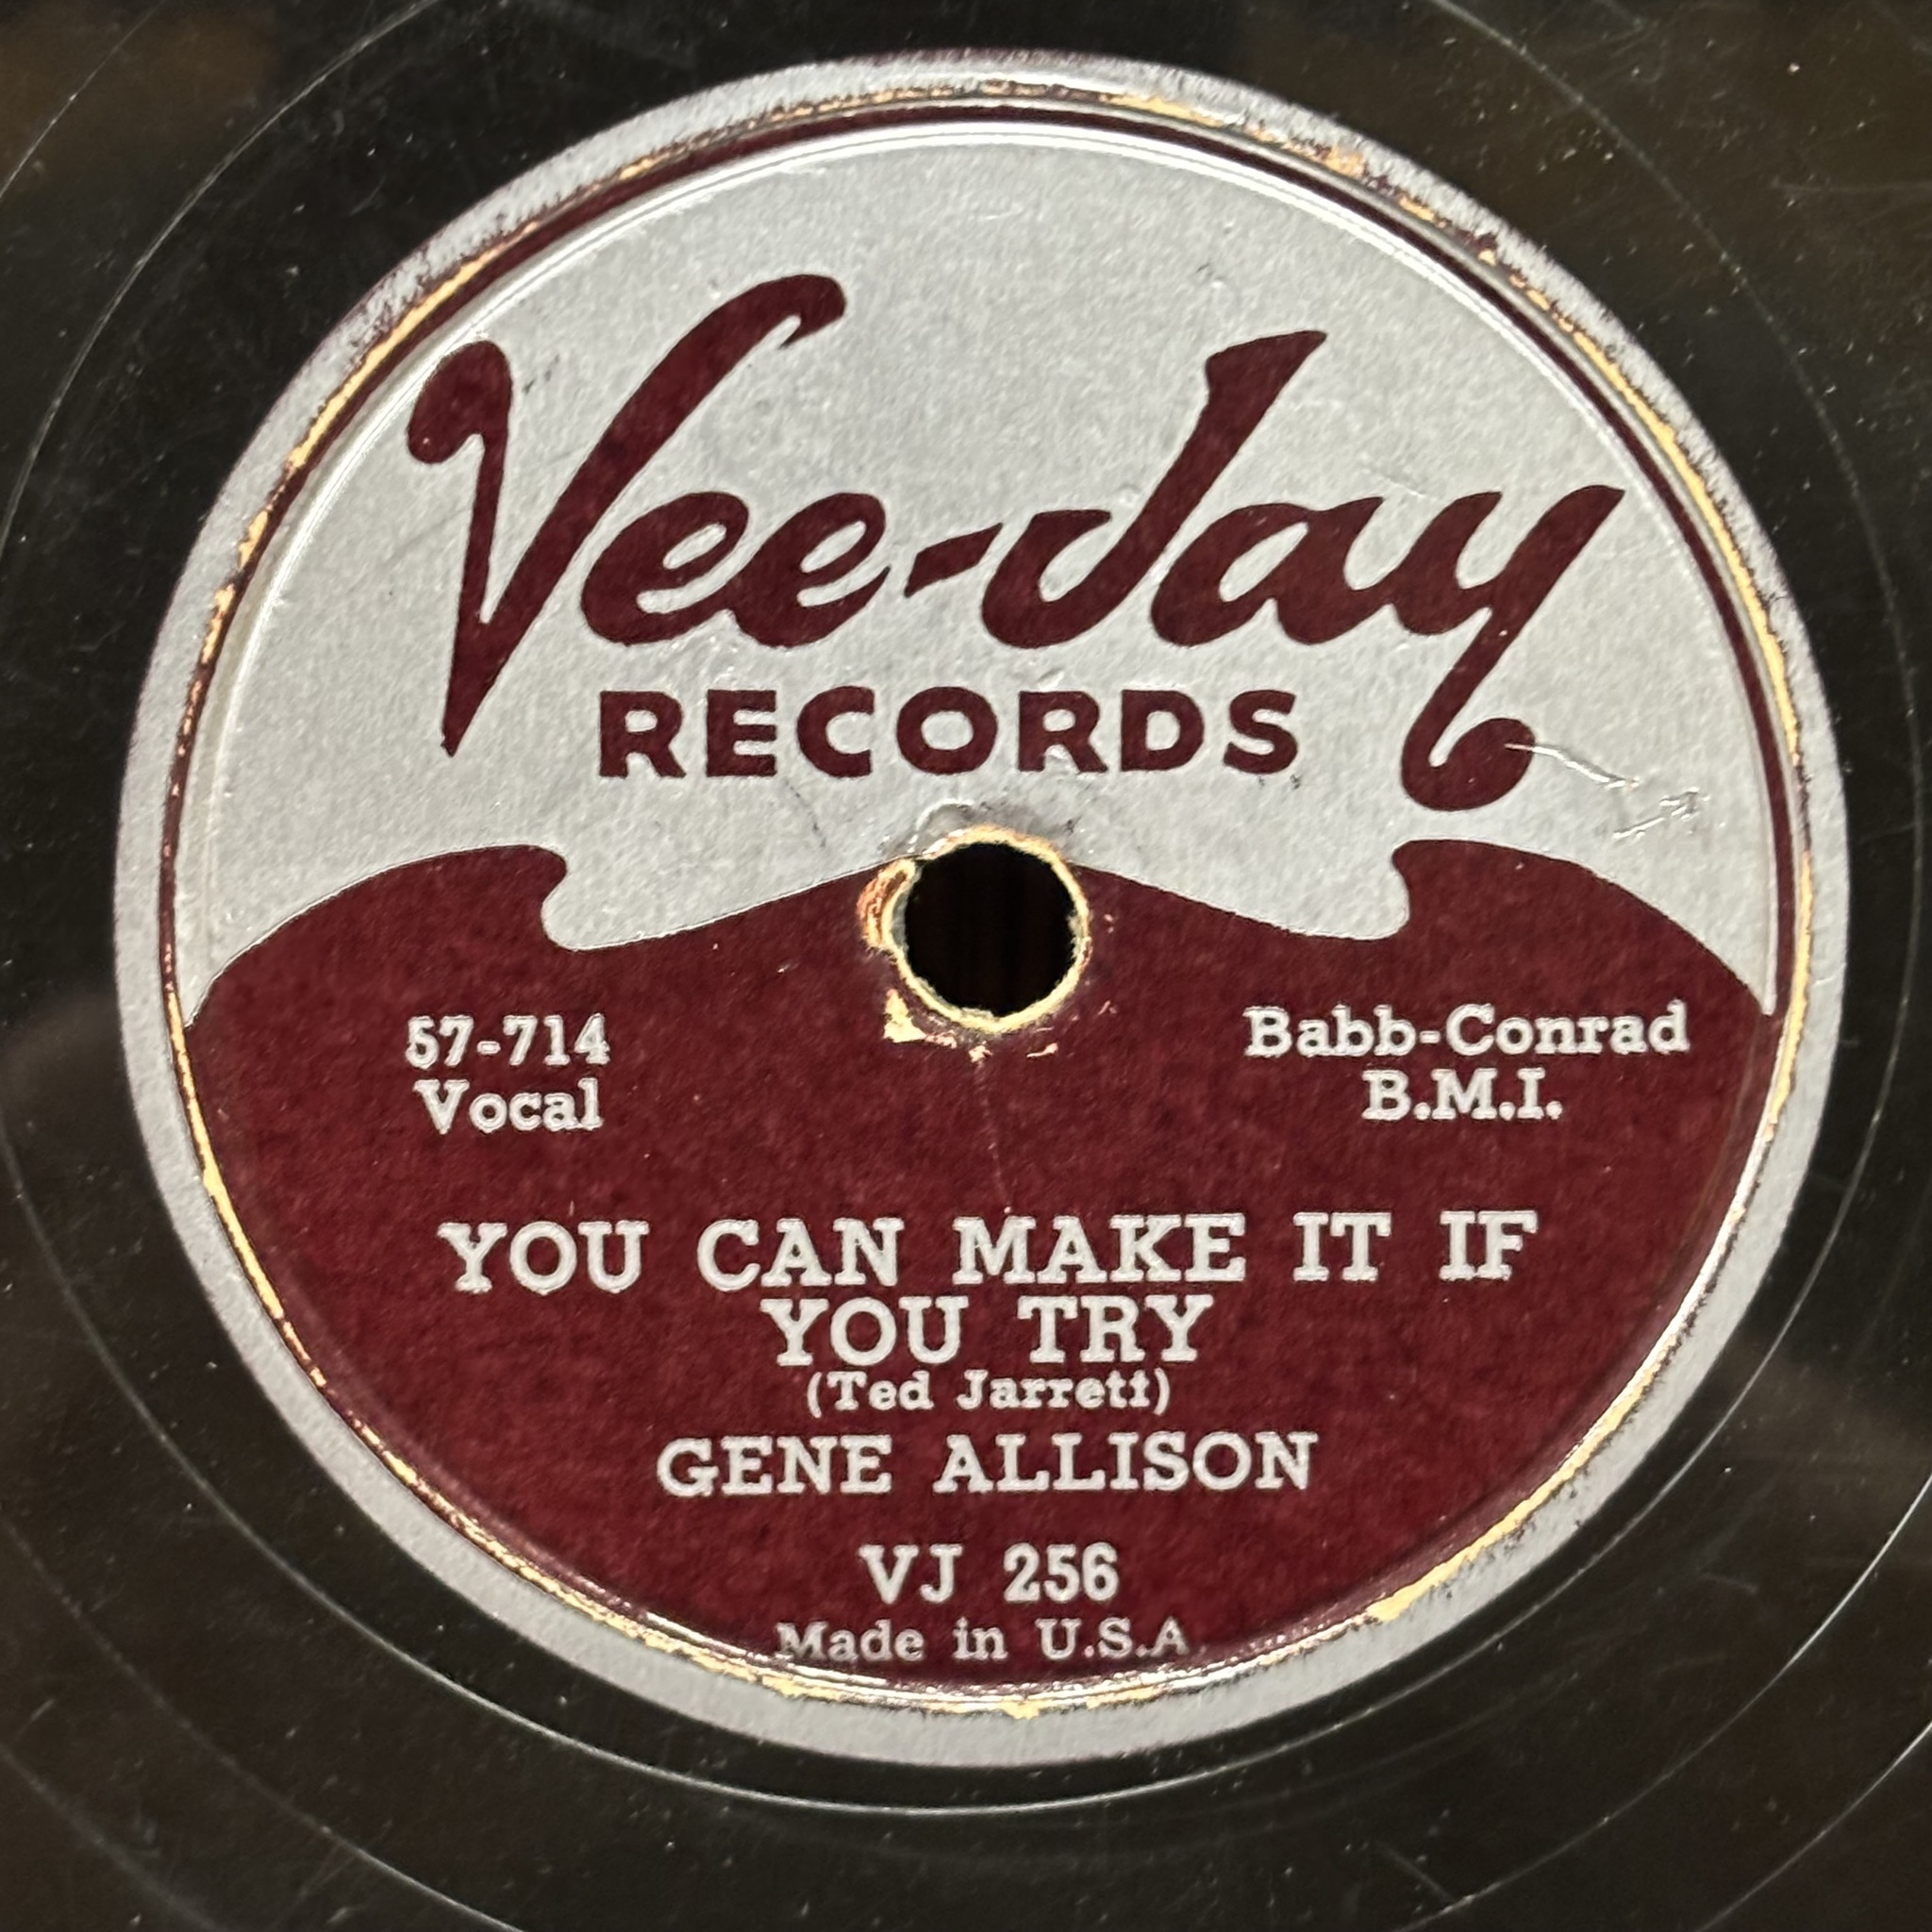 Vee-Jay
RECORDS
57-714
Vocal
Babb-Conrad
B.M.I.
YOU CAN MAKE IT IF
YOU TRY
(Ted Jarrett)
GENE ALLISON
VJ 256
Made in U.S.A.